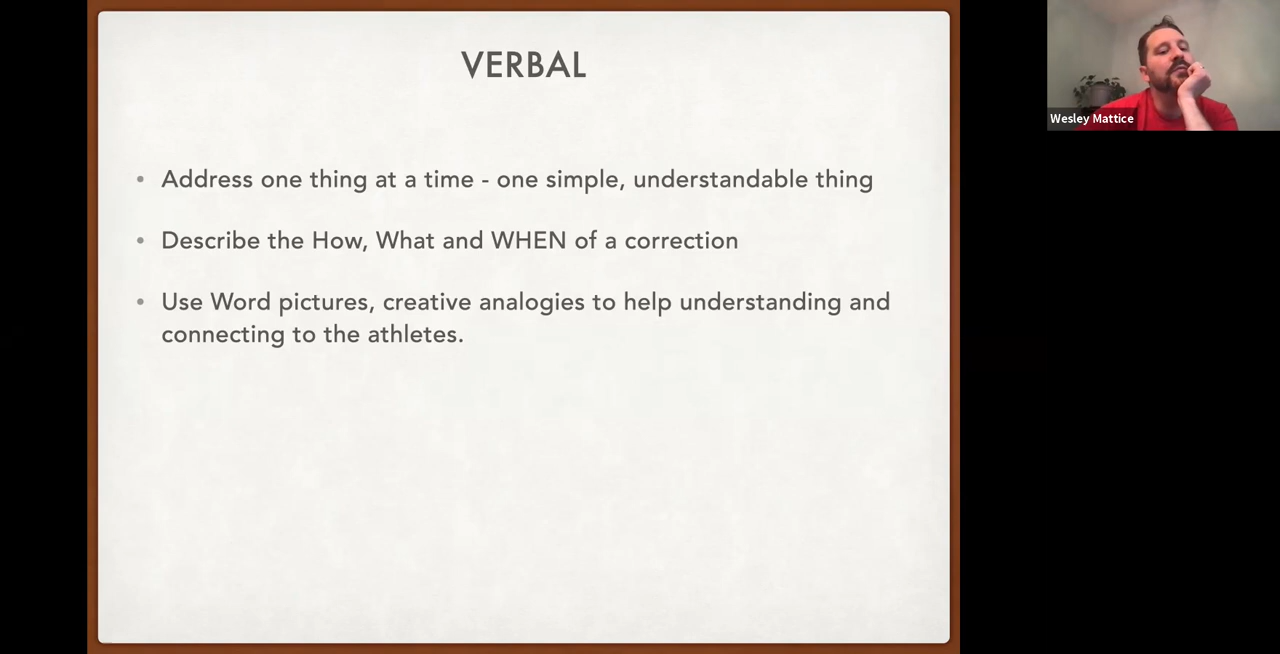 VERBAL
Wesley Mattice
• Address one thing at a time - one simple, understandable thing
• Describe the How, What and WHEN of a correction
• Use Word pictures, creative analogies to help understanding and
connecting to the athletes.